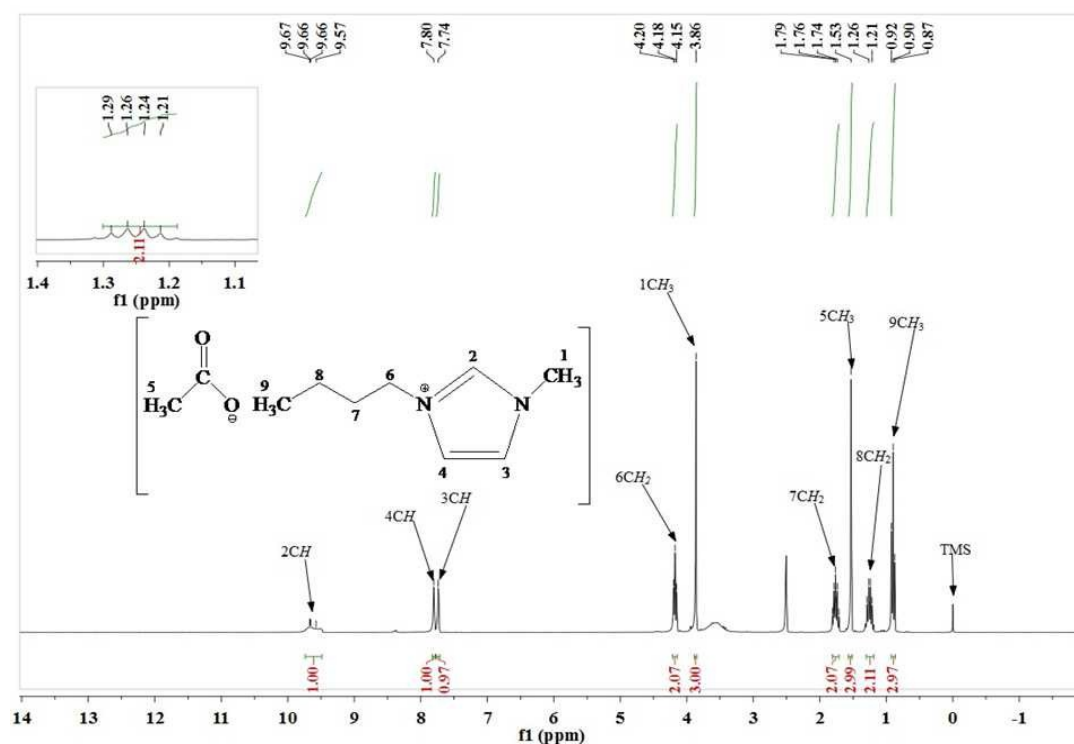 9.67 9.66 9.66 9.57 7.80 7.74 4.20 4.18 4.15 3.86 1.79 1.76 1.74 1.53 1.26 1.21 0.92 0.90 0.87
1.29 1.26 1.24 1.21
2.11
1.4 1.3 1.2 1.1
f1 (ppm)
O
5 C
H₃C O
⊖
9 8 6
H₃C 7
2 1
N ⊕ N CH₃
4 3
1CH₃
5CH₃
9CH₃
8CH₂
6CH₂
7CH₂
3CH
4CH
2CH
TMS
1.00 1.00 0.97 2.07 3.00 2.07 2.99 2.11 2.97
14 13 12 11 10 9 8 7 6 5 4 3 2 1 0 -1
f1 (ppm)